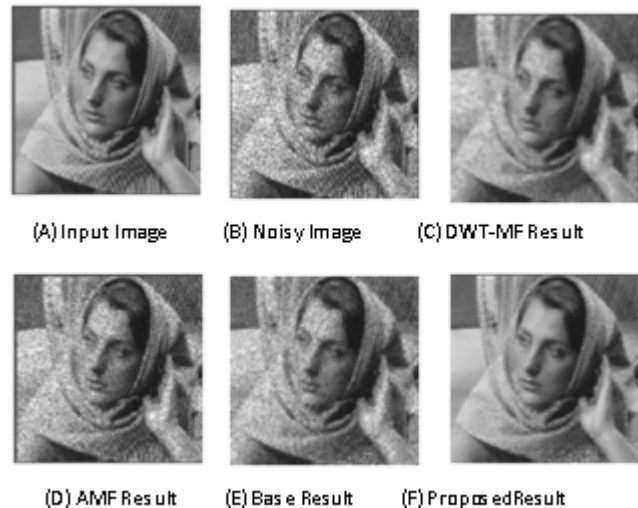 (A) Input Image (B) Noisy Image (C) DWT-MF Result
(D) AMF Result (E) Base Result (F) ProposedResult